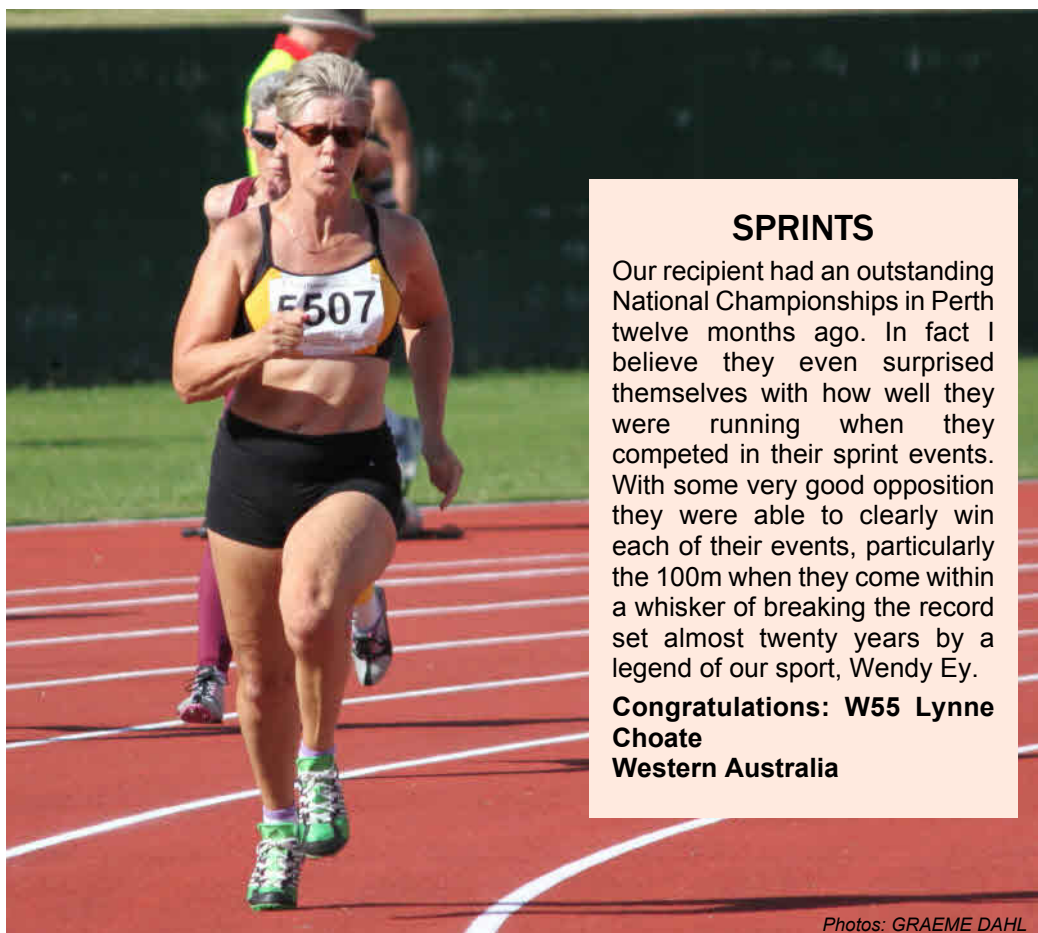 5507
SPRINTS
Our recipient had an outstanding
National Championships in Perth
twelve months ago. In fact I
believe they even surprised
themselves with how well they
were running when they
competed in their sprint events.
With some very good opposition
they were able to clearly win
each of their events, particularly
the 100m when they come within
a whisker of breaking the record
set almost twenty years by a
legend of our sport, Wendy Ey.
Congratulations: W55 Lynne
Choate
Western Australia
Photos: GRAEME DAHL